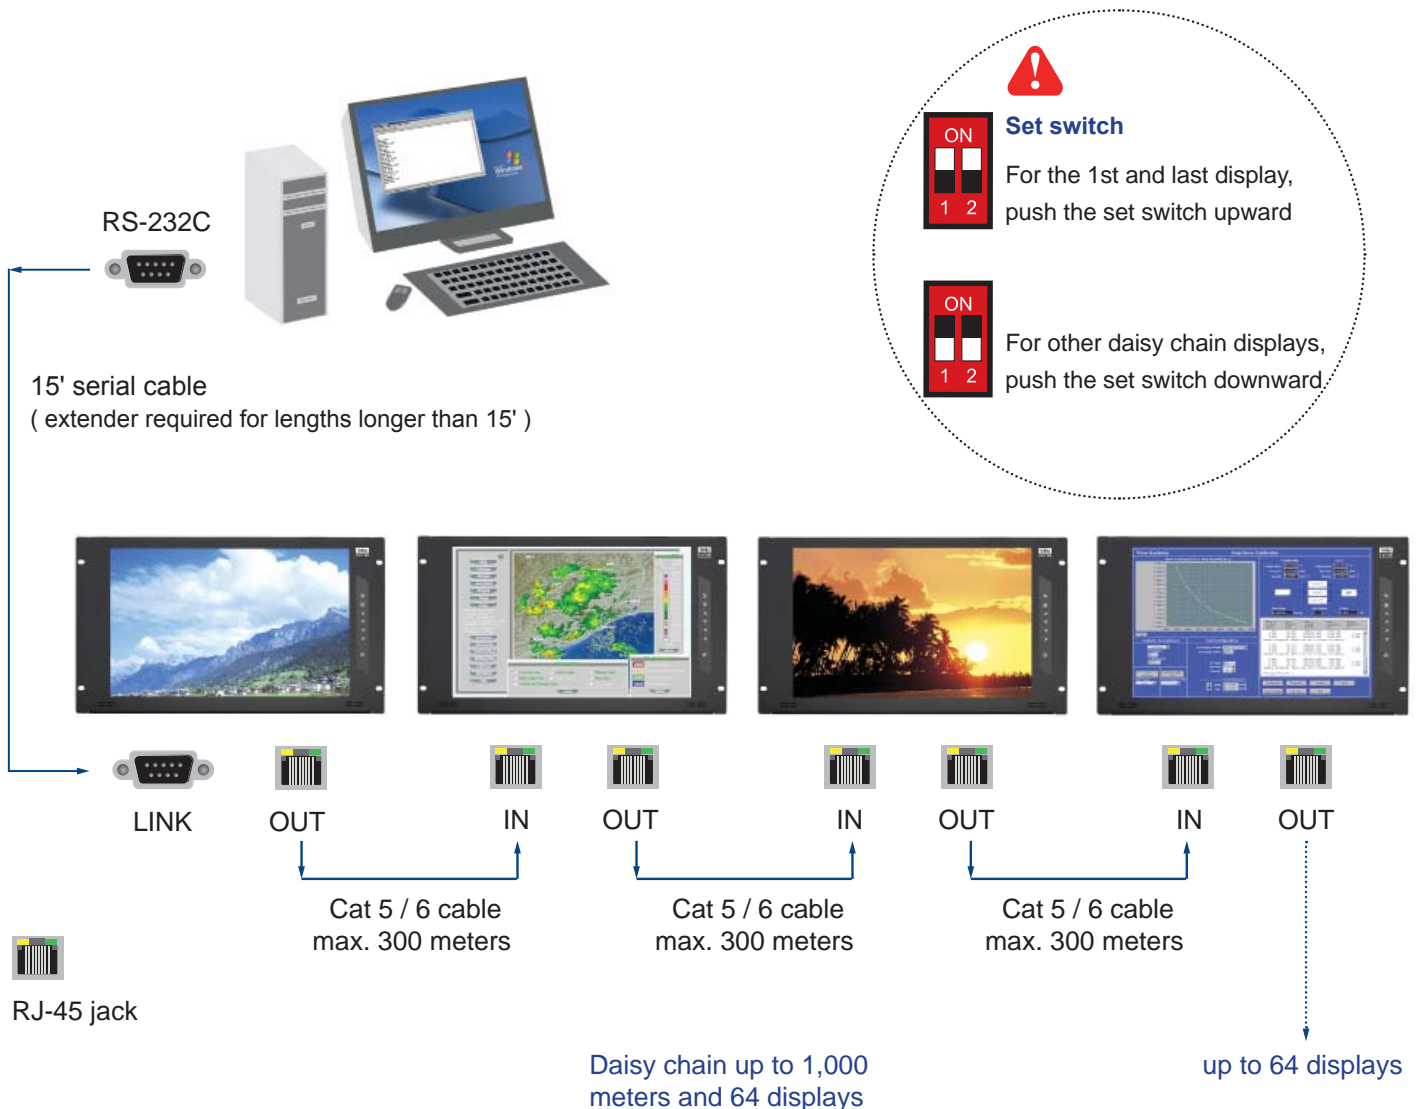 RS-232C
Windows
Set switch
ON
1 2
For the 1st and last display,
push the set switch upward
ON
1 2
For other daisy chain displays,
push the set switch downward.
15' serial cable
( extender required for lengths longer than 15' )
LINK
OUT
IN
OUT
IN
OUT
IN
OUT
Cat 5 / 6 cable
max. 300 meters
Cat 5 / 6 cable
max. 300 meters
Cat 5 / 6 cable
max. 300 meters
RJ-45 jack
Daisy chain up to 1,000
meters and 64 displays
up to 64 displays